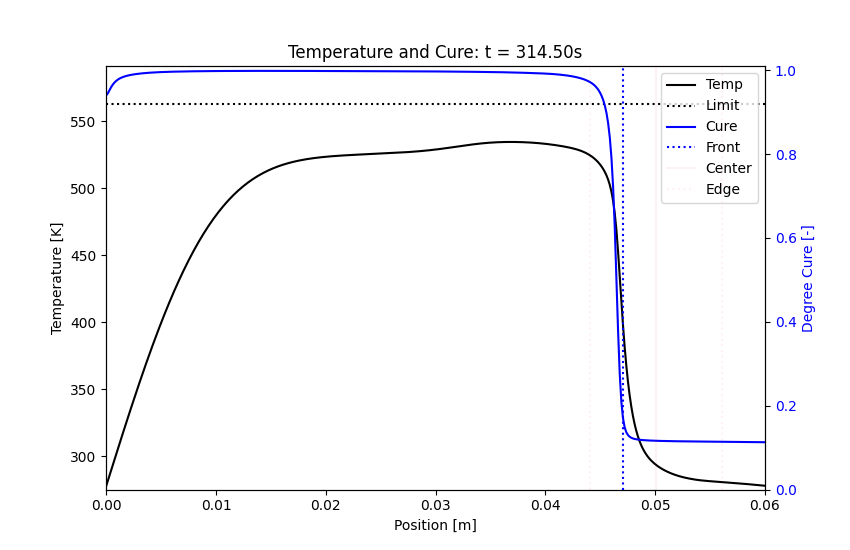 Temperature and Cure: t = 314.50s
Temp
Limit
Cure
Front
Center
Edge
Temperature [K]
550
500
450
400
350
300
Degree Cure [-]
1.0
0.8
0.6
0.4
0.2
0.0
0.00 0.01 0.02 0.03 0.04 0.05 0.06
Position [m]